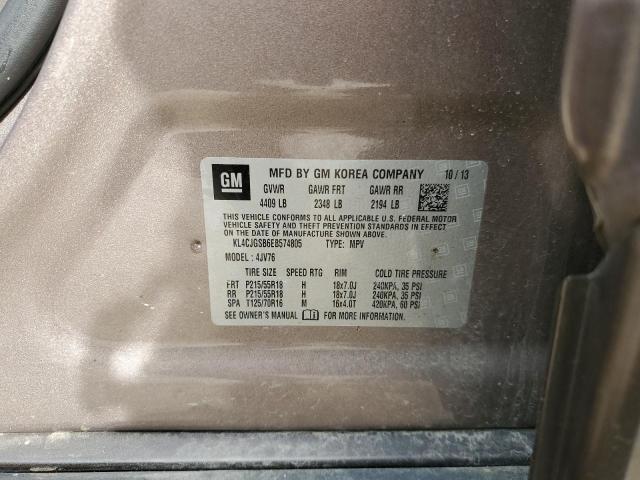 GM MFD BY GM KOREA COMPANY 10 / 13
GVWR GAWR FRT GAWR RR
4409 LB 2348 LB 2194 LB
THIS VEHICLE CONFORMS TO ALL APPLICABLE U.S. FEDERAL MOTOR
VEHICLE SAFETY AND THEFT PREVENTION STANDARDS IN EFFECT ON
THE DATE OF MANUFACTURE SHOWN ABOVE.
KL4CJGSB6EB574805 TYPE: MPV
MODEL : 4JV76
TIRE SIZE SPEED RTG RIM COLD TIRE PRESSURE
FRT P215/55R18 H 18x7.0J 240KPA, 35 PSI
RR P215/55R18 H 18x7.0J 240KPA, 35 PSI
SPA T125/70R16 M 16x4.0T 420KPA, 60 PSI
SEE OWNER'S MANUAL FOR MORE INFORMATION.